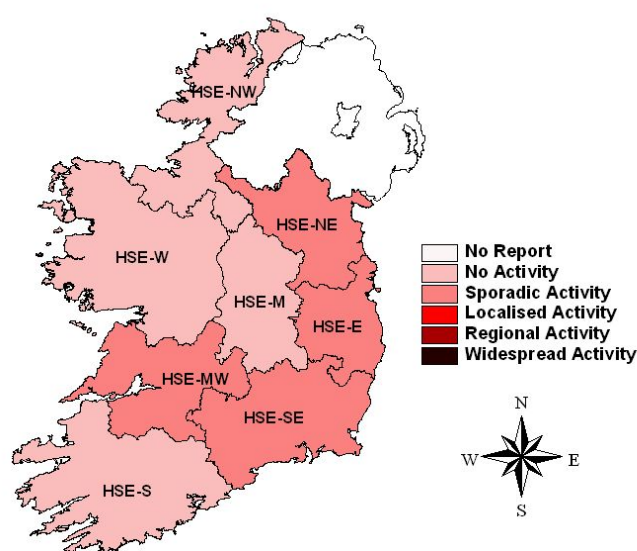 HSE-NW
HSE-NE
HSE-W
HSE-M
HSE-E
HSE-MW
HSE-SE
HSE-S
No Report
No Activity
Sporadic Activity
Localised Activity
Regional Activity
Widespread Activity
N
W E
S